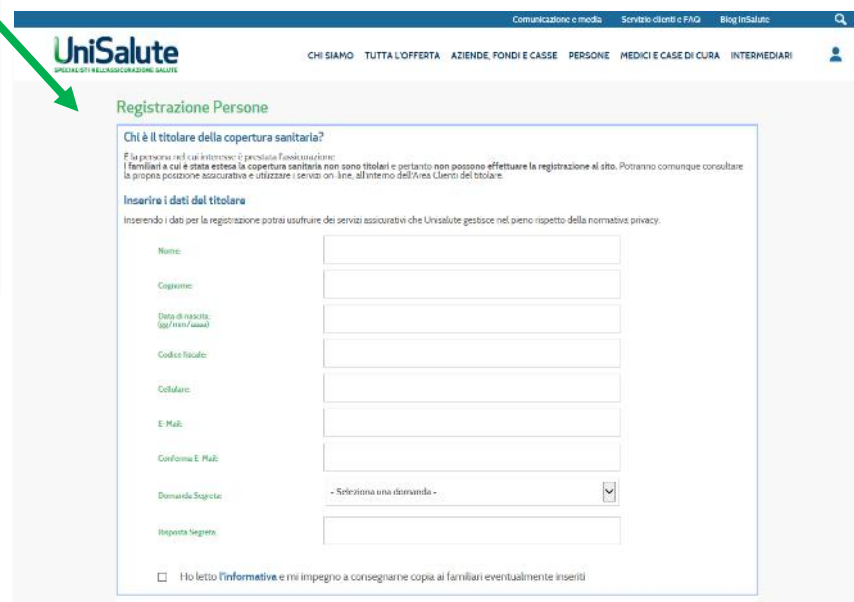 Comunicazione e media Servizio clienti e FAQ Blog InSalute
UniSalute
SPECIALISTI NELL'ASSICURAZIONE SALUTE
CHI SIAMO TUTTA L'OFFERTA AZIENDE, FONDI E CASSE PERSONE MEDICI E CASE DI CURA INTERMEDIARI
Registrazione Persone
Chi è il titolare della copertura sanitaria?
È la persona nel cui interesse è prestata l'assicurazione
I familiari a cui è stata estesa la copertura sanitaria non sono titolari e pertanto non possono effettuare la registrazione al sito. Potranno comunque consultare
la propria posizione assicurativa e utilizzare i servizi on-line, all'interno dell'Area Clienti del titolare.
Inserire i dati del titolare
Inserendo i dati per la registrazione potrai usufruire dei servizi assicurativi che Unisalute gestisce nel pieno rispetto della normativa privacy.
Nome:
Cognome:
Data di nascita:
(gg/mm/aaaa)
Codice fiscale:
Cellulare:
E-Mail:
Conferma E-Mail:
Domanda Segreta: - Seleziona una domanda -
Risposta Segreta:
Ho letto l'informativa e mi impegno a consegnarne copia ai familiari eventualmente inseriti